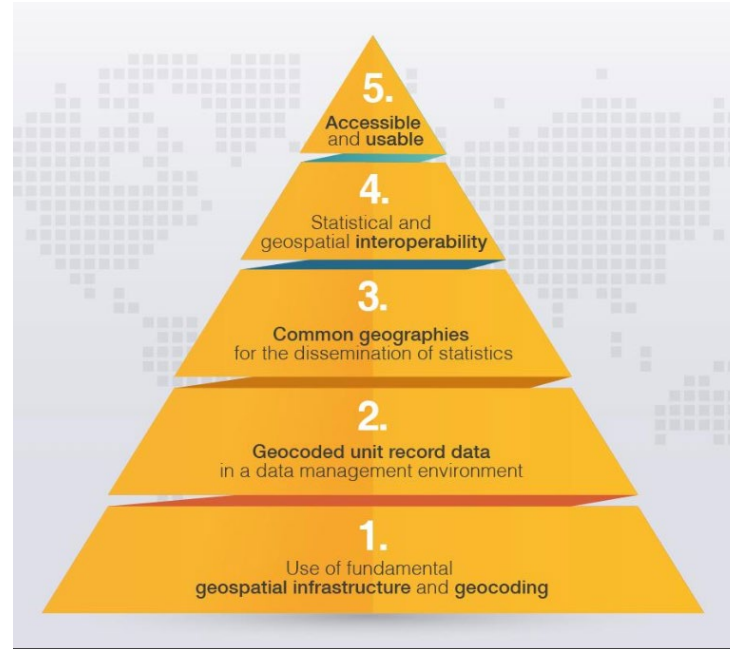 5.
Accessible
and usable
4.
Statistical and
geospatial interoperability
3.
Common geographies
for the dissemination of statistics
2.
Geocoded unit record data
in a data management environment
1.
Use of fundamental
geospatial infrastructure and geocoding